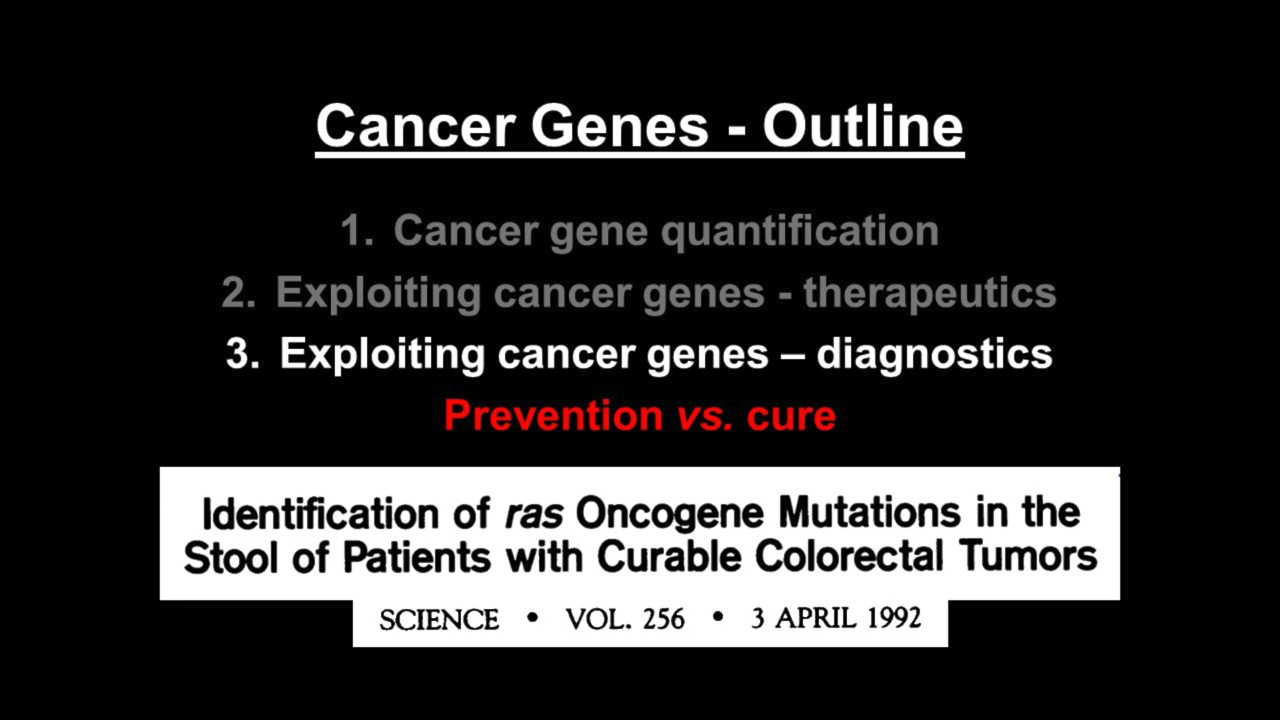 Cancer Genes - Outline
1. Cancer gene quantification
2. Exploiting cancer genes - therapeutics
3. Exploiting cancer genes – diagnostics
Prevention vs. cure
Identification of ras Oncogene Mutations in the
Stool of Patients with Curable Colorectal Tumors
SCIENCE • VOL. 256 • 3 APRIL 1992